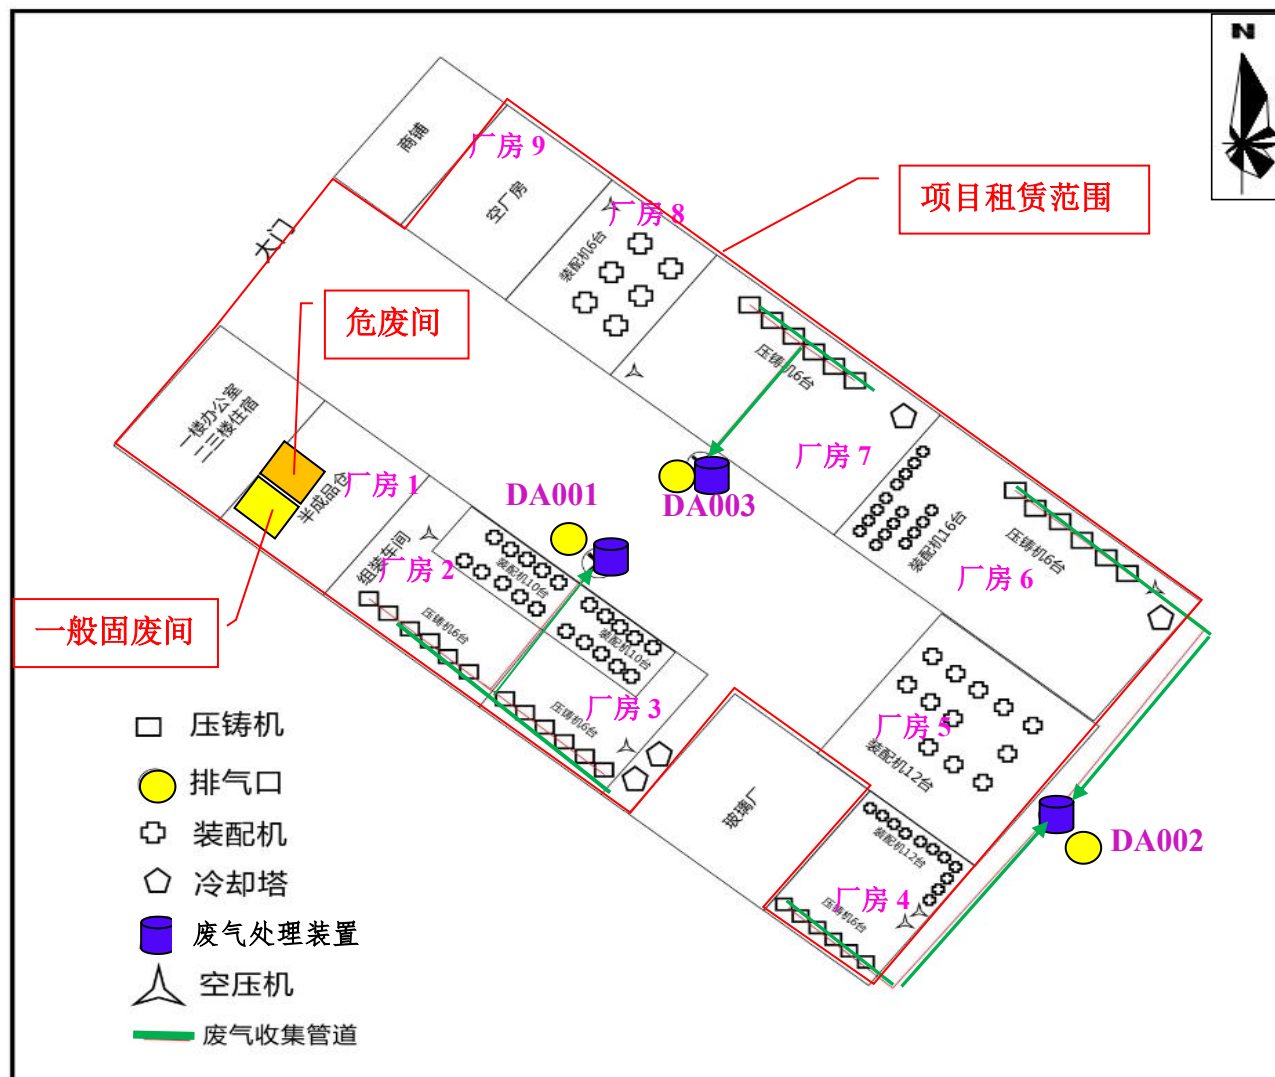 N
商铺
厂房 9
空厂房
厂房 8
装配机6台
项目租赁范围
大门
危废间
压铸机6台
一楼办公室
二三楼住宿
厂房 7
厂房 1
半成品仓
DA001
DA003
装配机16台
压铸机6台
厂房 6
组装车间
厂房 2
装配机10台
压铸机6台
装配机10台
一般固废间
厂房 3
压铸机6台
厂房 5
装配机12台
玻璃厂
装配机12台
DA002
厂房 4
压铸机6台
压铸机
排气口
装配机
冷却塔
废气处理装置
空压机
废气收集管道